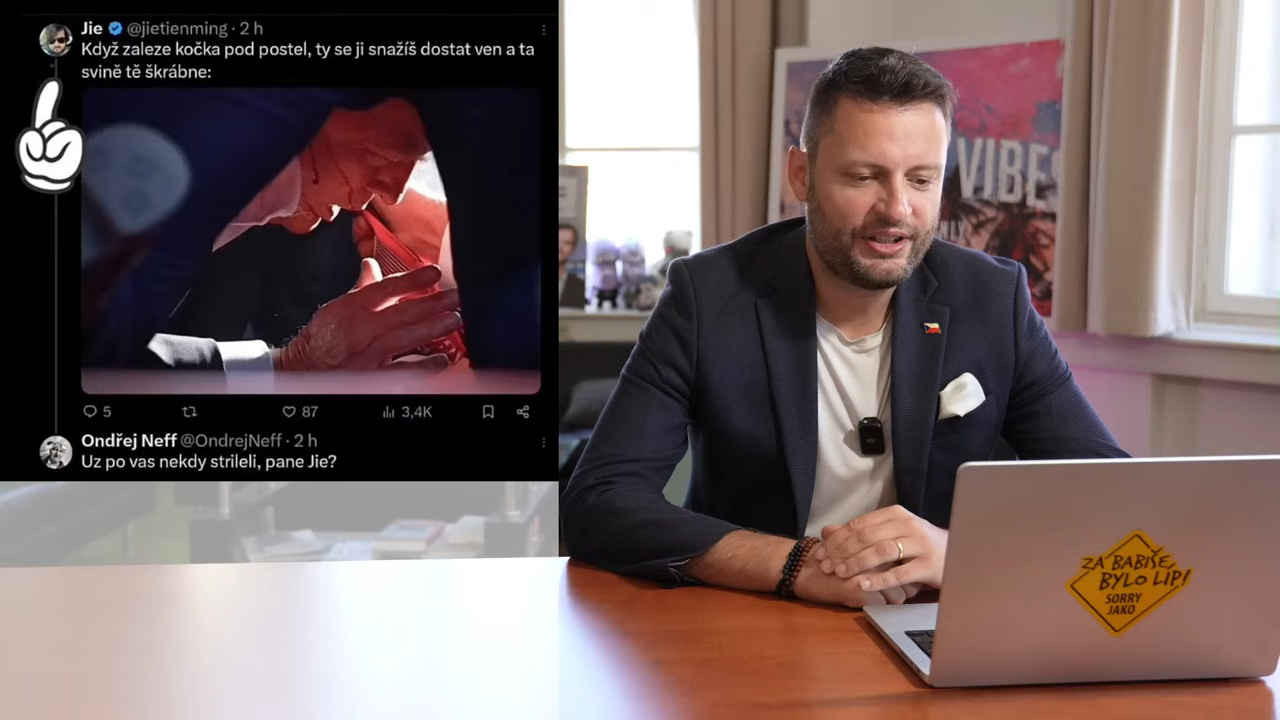 Jie @jietienming · 2 h
Když zaleze kočka pod postel, ty se ji snažíš dostat ven a ta
svině tě škrábne:
5 87 3,4K
Ondřej Neff @OndrejNeff · 2 h
Uz po vas nekdy strileli, pane Jie?
VIBES
ONLY
ZA BABIŠE
BYLO LÍP!
SORRY
JAKO